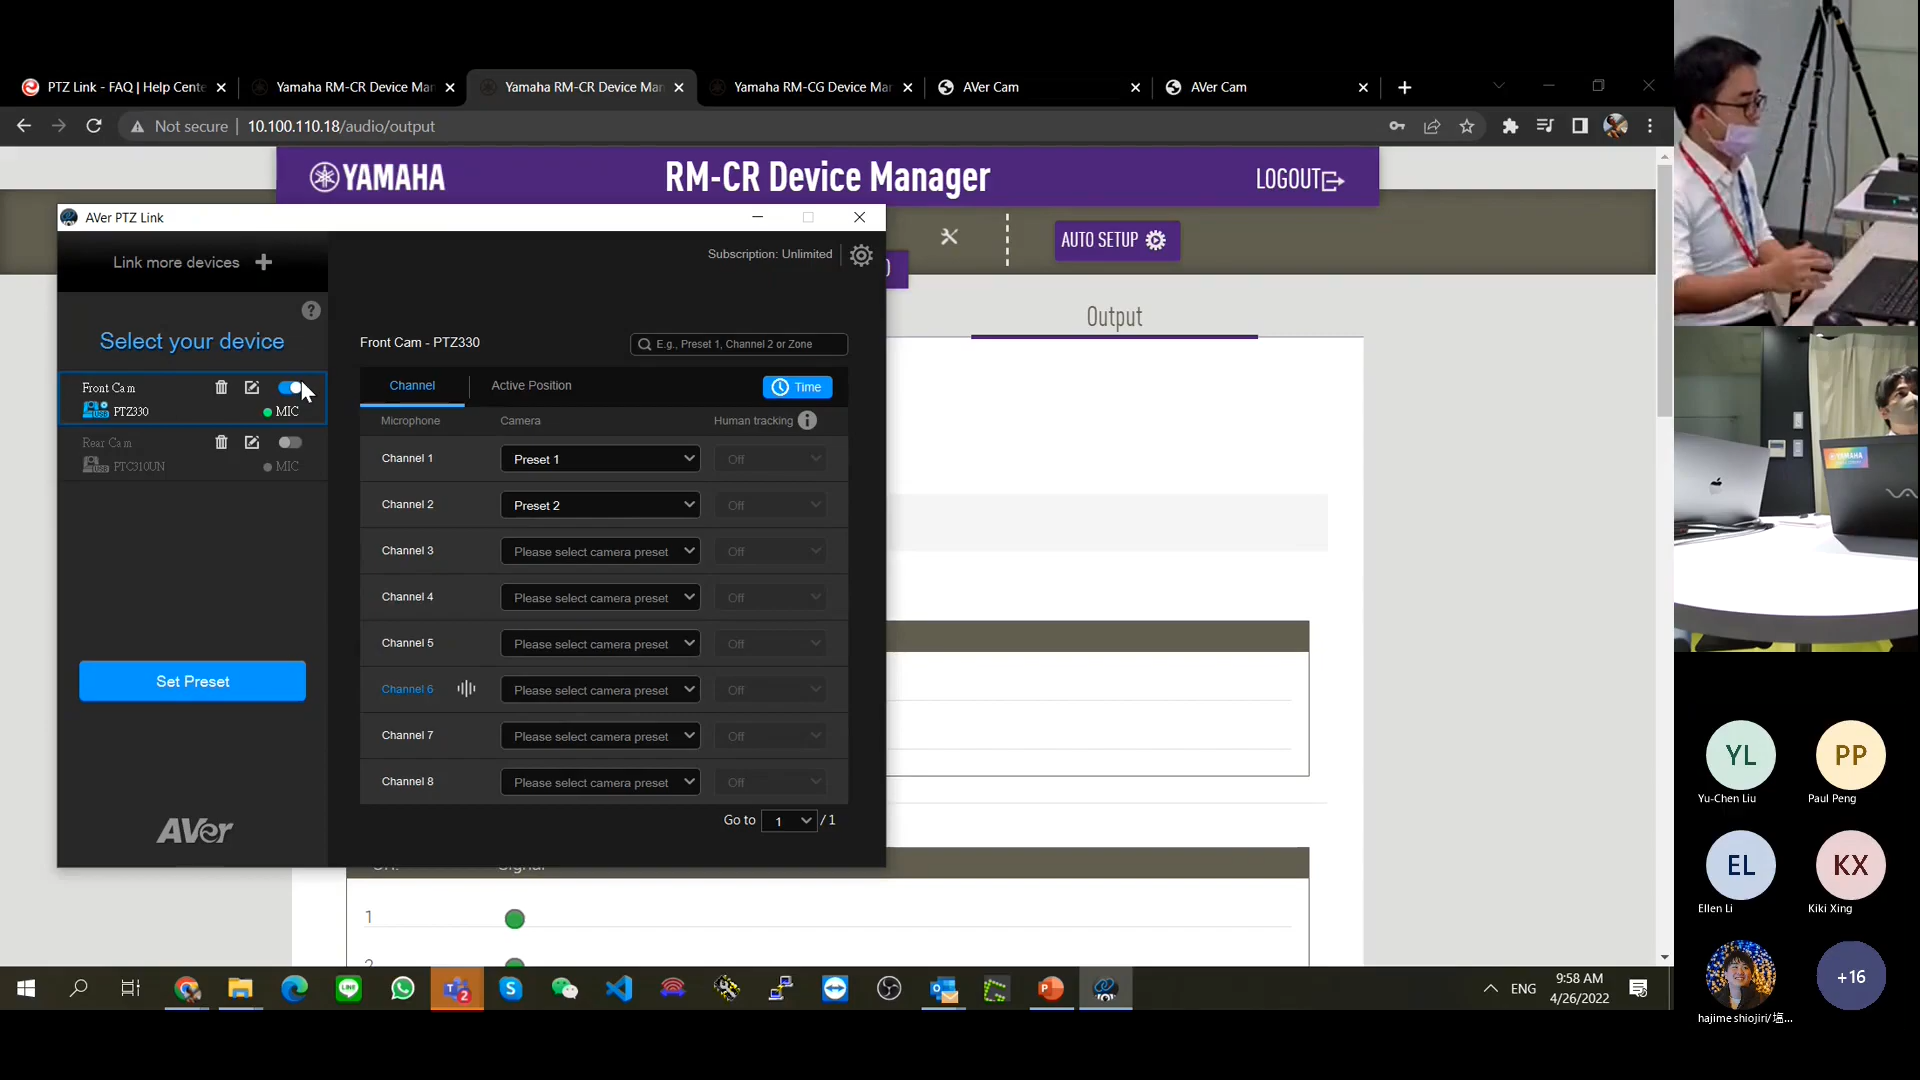 PTZ Link - FAQ | Help Cente
Yamaha RM-CR Device Mar
Yamaha RM-CR Device Man
Yamaha RM-CG Device Mar
AVer Cam
AVer Cam
Not secure
10.100.110.18/audio/output
YAMAHA
RM-CR Device Manager
LOGOUT
AVer PTZ Link
AUTO SETUP
Link more devices
Subscription: Unlimited
Output
Select your device
Front Cam - PTZ330
E.g., Preset 1, Channel 2 or Zone
Front Cam
PTZ330
MIC
Rear Cam
PTC310UN
MIC
Channel
Active Position
Time
Microphone
Camera
Human tracking
Channel 1
Preset 1
Off
Channel 2
Preset 2
Off
Channel 3
Please select camera preset
Off
Channel 4
Please select camera preset
Off
Channel 5
Please select camera preset
Off
Channel 6
Please select camera preset
Off
Channel 7
Please select camera preset
Off
Channel 8
Please select camera preset
Off
Set Preset
Go to
1
/ 1
AVer
1
YAMAHA
YL
Yu-Chen Liu
PP
Paul Peng
EL
Ellen Li
KX
Kiki Xing
hajime shiojiri/塩...
+16
ENG
9:58 AM
4/26/2022